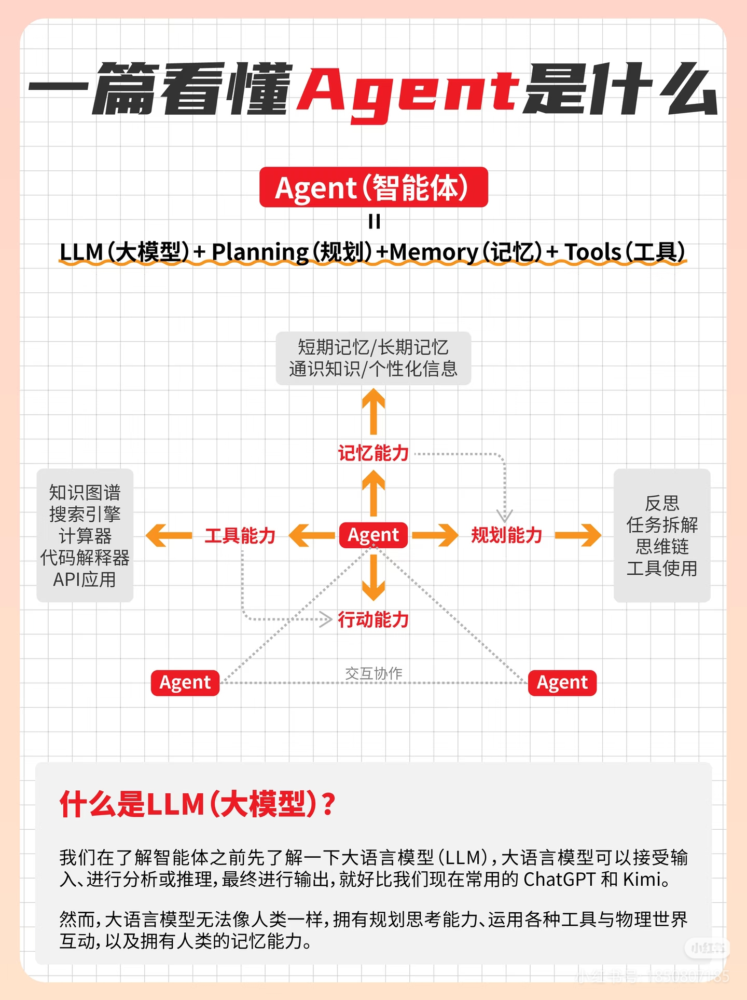 一篇看懂Agent是什么
Agent（智能体）
=
LLM（大模型）+ Planning（规划）+Memory（记忆）+ Tools（工具）
短期记忆/长期记忆
通识知识/个性化信息
记忆能力
知识图谱
搜索引擎
计算器
代码解释器
API应用
工具能力
Agent
规划能力
反思
任务拆解
思维链
工具使用
行动能力
交互协作
Agent
Agent
什么是LLM（大模型）？
我们在了解智能体之前先了解一下大语言模型（LLM），大语言模型可以接受输
入、进行分析或推理，最终进行输出，就好比我们现在常用的 ChatGPT 和 Kimi。
然而，大语言模型无法像人类一样，拥有规划思考能力、运用各种工具与物理世界
互动，以及拥有人类的记忆能力。
小红书
小红书号: 1850807185